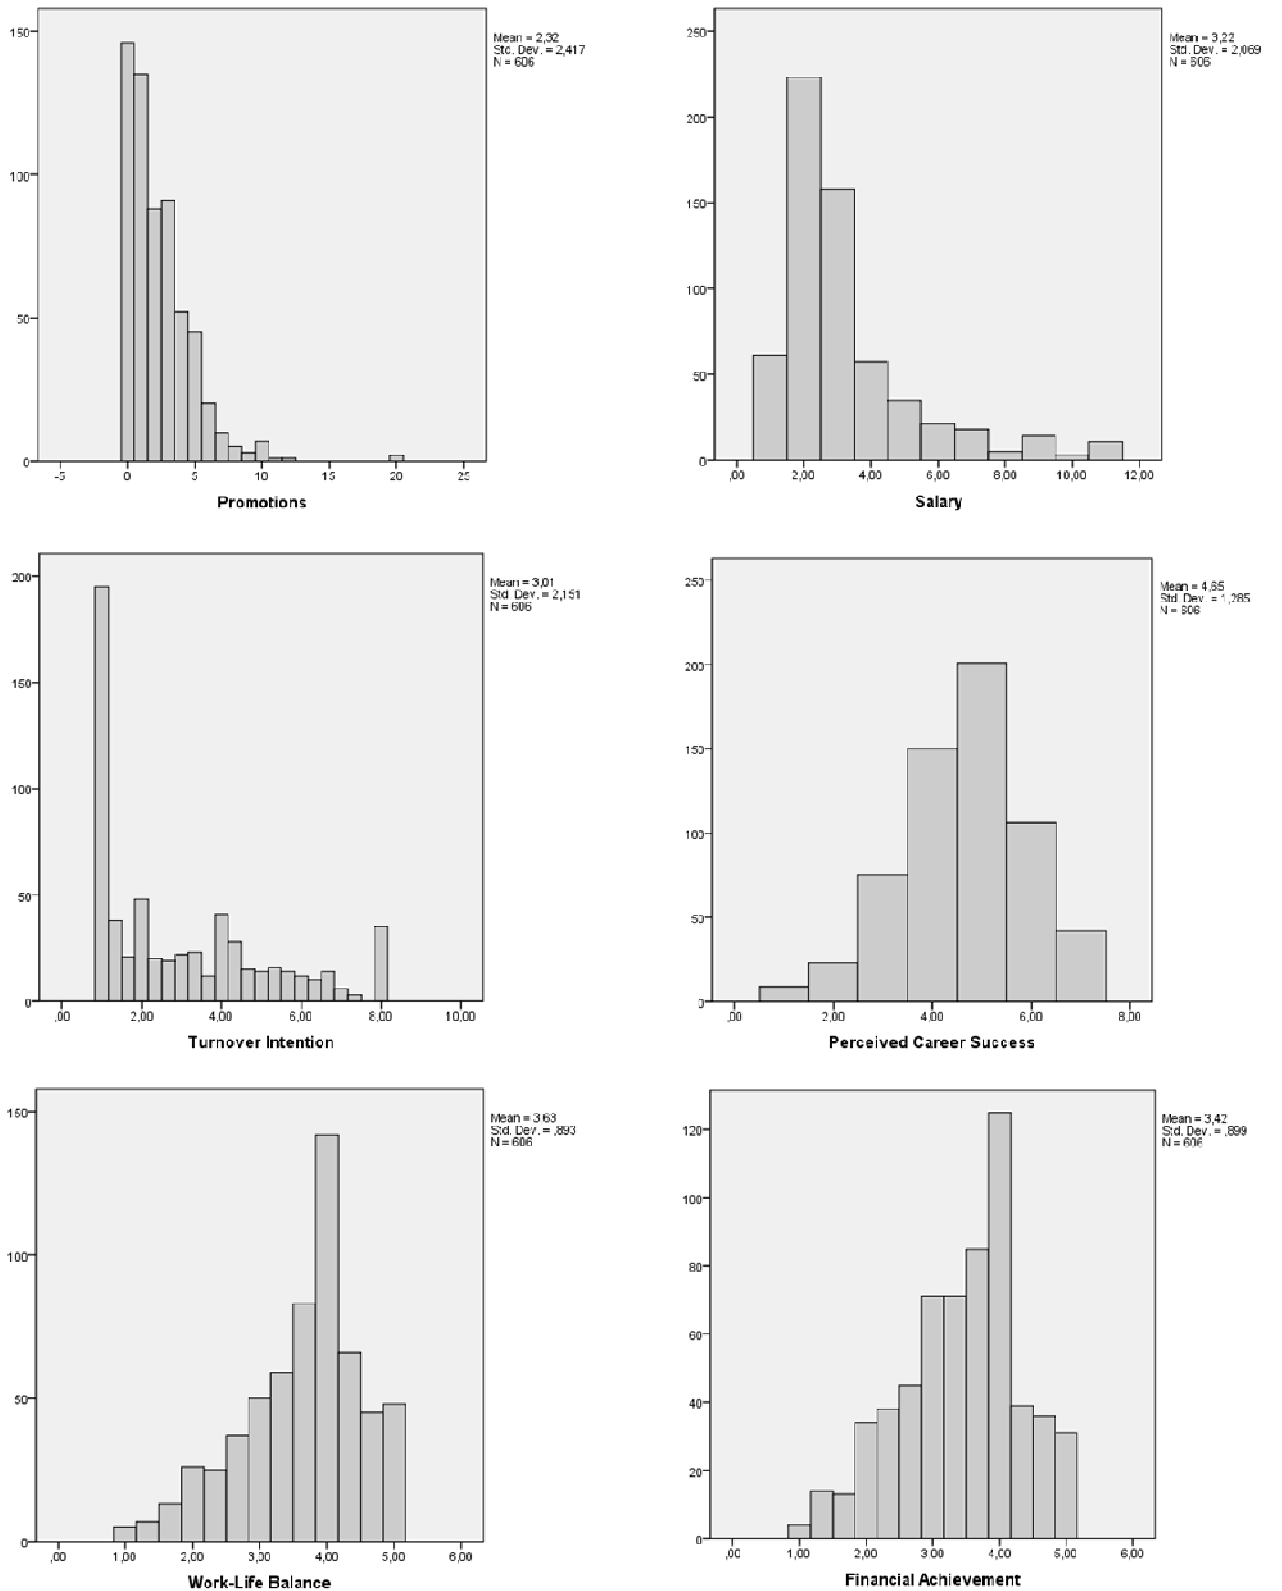 150
100
50
0
-5 0 5 10 15 20 25
Promotions
Mean = 2,32
Std. Dev. = 2,417
N = 606
250
200
150
100
50
0
,00 2,00 4,00 6,00 8,00 10,00 12,00
Salary
Mean = 3,22
Std. Dev. = 2,069
N = 606
200
150
100
50
0
,00 2,00 4,00 6,00 8,00 10,00
Turnover Intention
Mean = 3,01
Std. Dev. = 2,151
N = 606
250
200
150
100
50
0
,00 2,00 4,00 6,00 8,00
Perceived Career Success
Mean = 4,65
Std. Dev. = 1,285
N = 606
150
100
50
0
,00 1,00 2,00 3,00 4,00 5,00 6,00
Work-Life Balance
Mean = 3,63
Std. Dev. = ,893
N = 606
120
100
80
60
40
20
0
,00 1,00 2,00 3,00 4,00 5,00 6,00
Financial Achievement
Mean = 3,42
Std. Dev. = ,899
N = 606